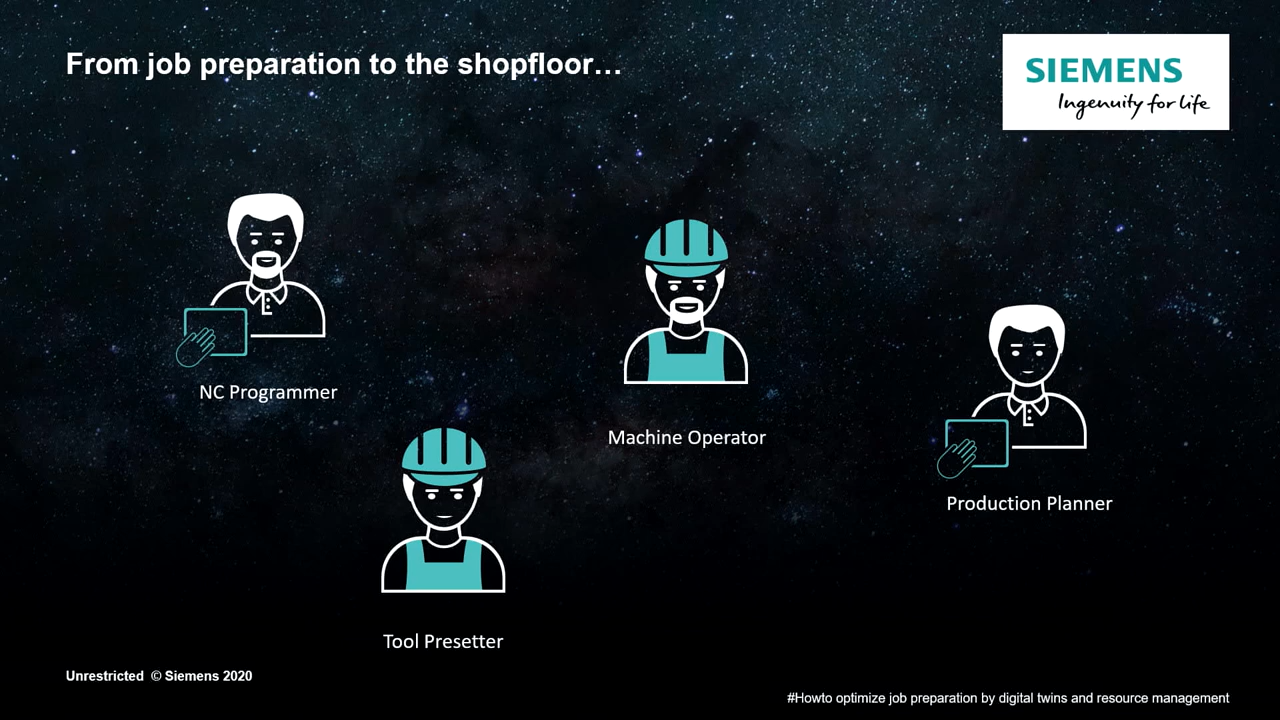 From job preparation to the shopfloor...
SIEMENS
Ingenuity for life
NC Programmer
Machine Operator
Production Planner
Tool Presetter
Unrestricted © Siemens 2020
#Howto optimize job preparation by digital twins and resource management